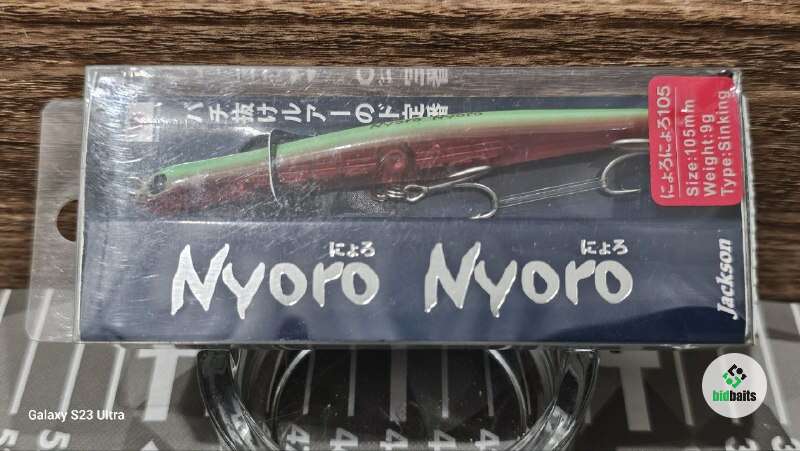 バチ抜けルアーのド定番
Nyoro Nyoro
にょろにょろ105
Size:105mm
Weight:9g
Type:Sinking
にょろ にょろ
Nyoro Nyoro
Jackson
Galaxy S23 Ultra
bidbaits